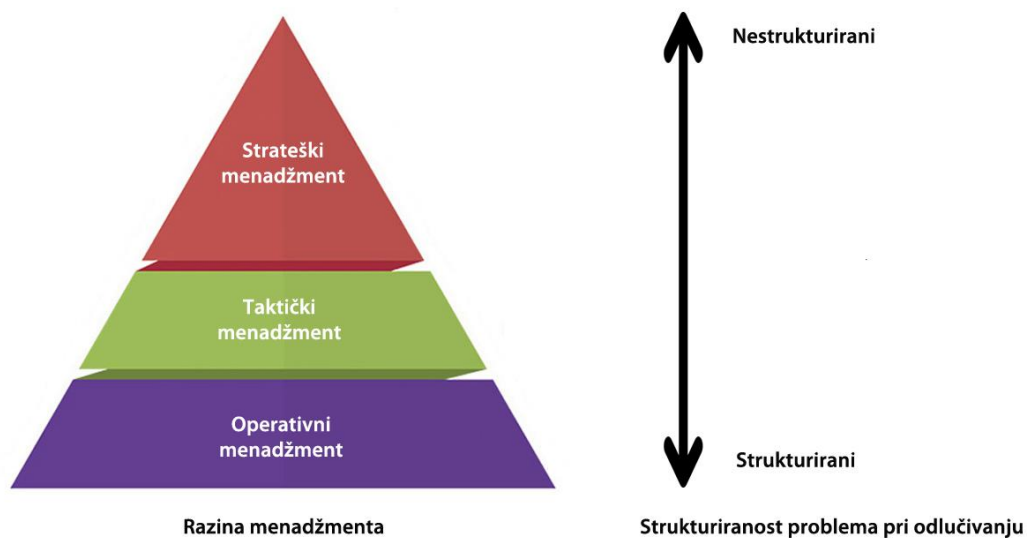 Nestrukturirani
Strateški
menadžment
Taktički
menadžment
Operativni
menadžment
Strukturirani
Razina menadžmenta
Strukturiranost problema pri odlučivanju